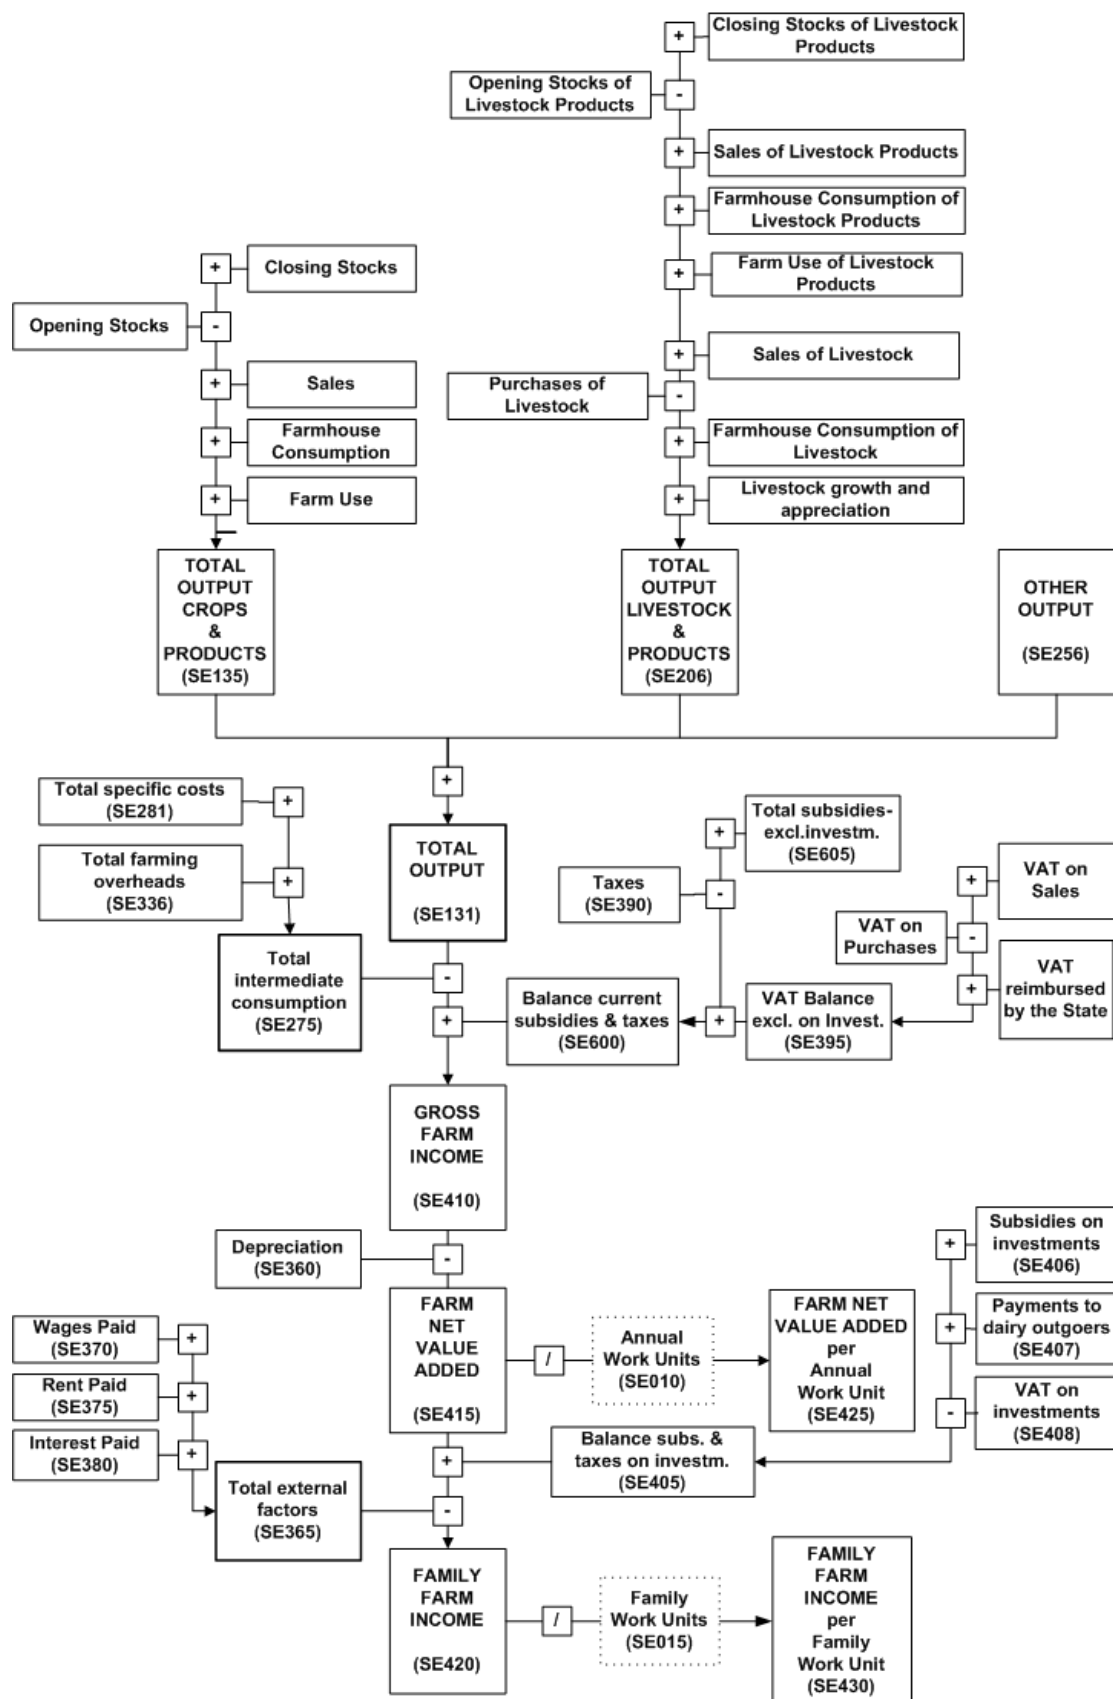 +
Closing Stocks of Livestock
Products
Opening Stocks of
Livestock Products
-
+
Sales of Livestock Products
+
Farmhouse Consumption of
Livestock Products
+
Farm Use of Livestock
Products
+
Sales of Livestock
Purchases of
Livestock
-
+
Farmhouse Consumption of
Livestock
+
Livestock growth and
appreciation
+
Closing Stocks
Opening Stocks
-
+
Sales
+
Farmhouse
Consumption
+
Farm Use
TOTAL
OUTPUT
CROPS
&
PRODUCTS
(SE135)
TOTAL
OUTPUT
LIVESTOCK
&
PRODUCTS
(SE206)
OTHER
OUTPUT
(SE256)
+
Total specific costs
(SE281)
+
Total farming
overheads
(SE336)
+
TOTAL
OUTPUT
(SE131)
+
Total subsidies-
excl.investm.
(SE605)
Taxes
(SE390)
-
+
VAT on
Sales
VAT on
Purchases
-
+
VAT
reimbursed
by the State
Total
intermediate
consumption
(SE275)
-
+
Balance current
subsidies & taxes
(SE600)
+
VAT Balance
excl. on Invest.
(SE395)
GROSS
FARM
INCOME
(SE410)
Depreciation
(SE360)
-
+
Subsidies on
investments
(SE406)
+
Payments to
dairy outgoers
(SE407)
-
VAT on
investments
(SE408)
FARM
NET
VALUE
ADDED
(SE415)
/
Annual
Work Units
(SE010)
FARM NET
VALUE ADDED
per
Annual
Work Unit
(SE425)
Wages Paid
(SE370)
+
Rent Paid
(SE375)
+
Interest Paid
(SE380)
+
+
Balance subs. &
taxes on investm.
(SE405)
Total external
factors
(SE365)
-
FAMILY
FARM
INCOME
(SE420)
/
Family
Work Units
(SE015)
FAMILY
FARM
INCOME
per
Family
Work Unit
(SE430)